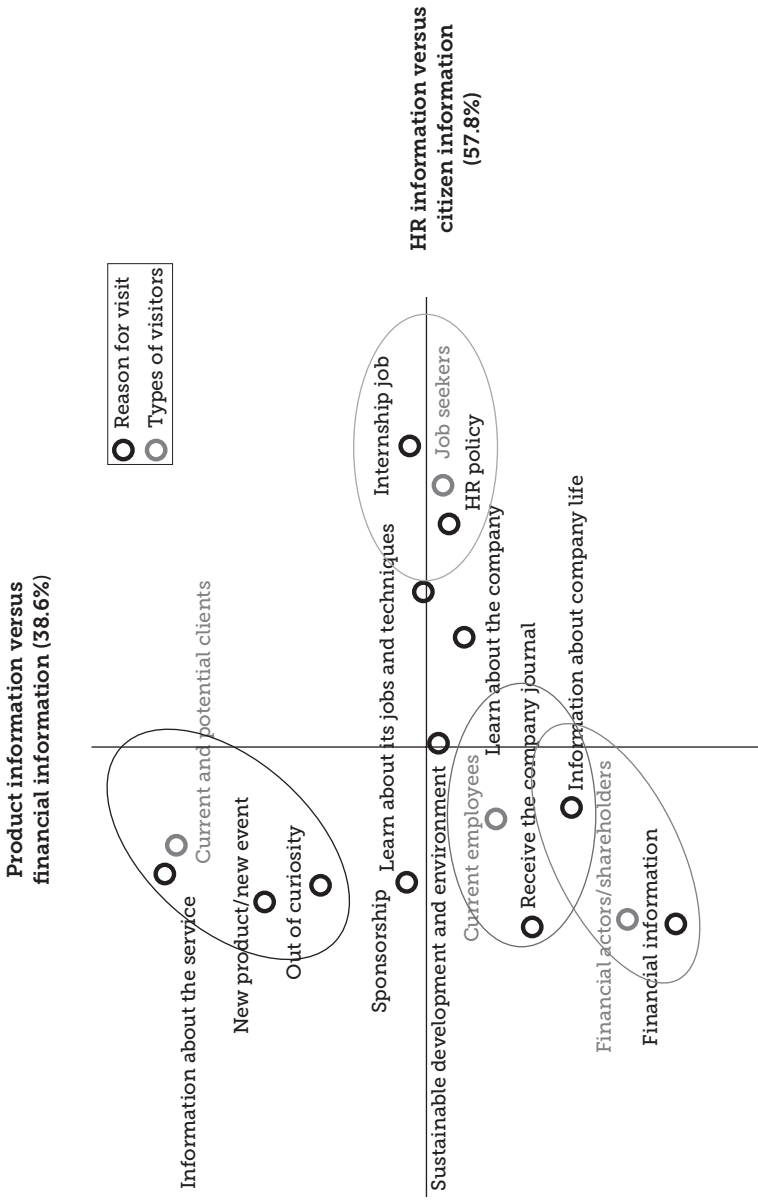 Product information versus
financial information (38.6%)
Reason for visit
Types of visitors
HR information versus
citizen information
(57.8%)
Current and potential clients
Information about the service
New product/new event
Out of curiosity
Internship job
Job seekers
HR policy
Sponsorship
Learn about its jobs and techniques
Sustainable development and environment
Learn about the company
Current employees
Receive the company journal
Information about company life
Financial actors/shareholders
Financial information